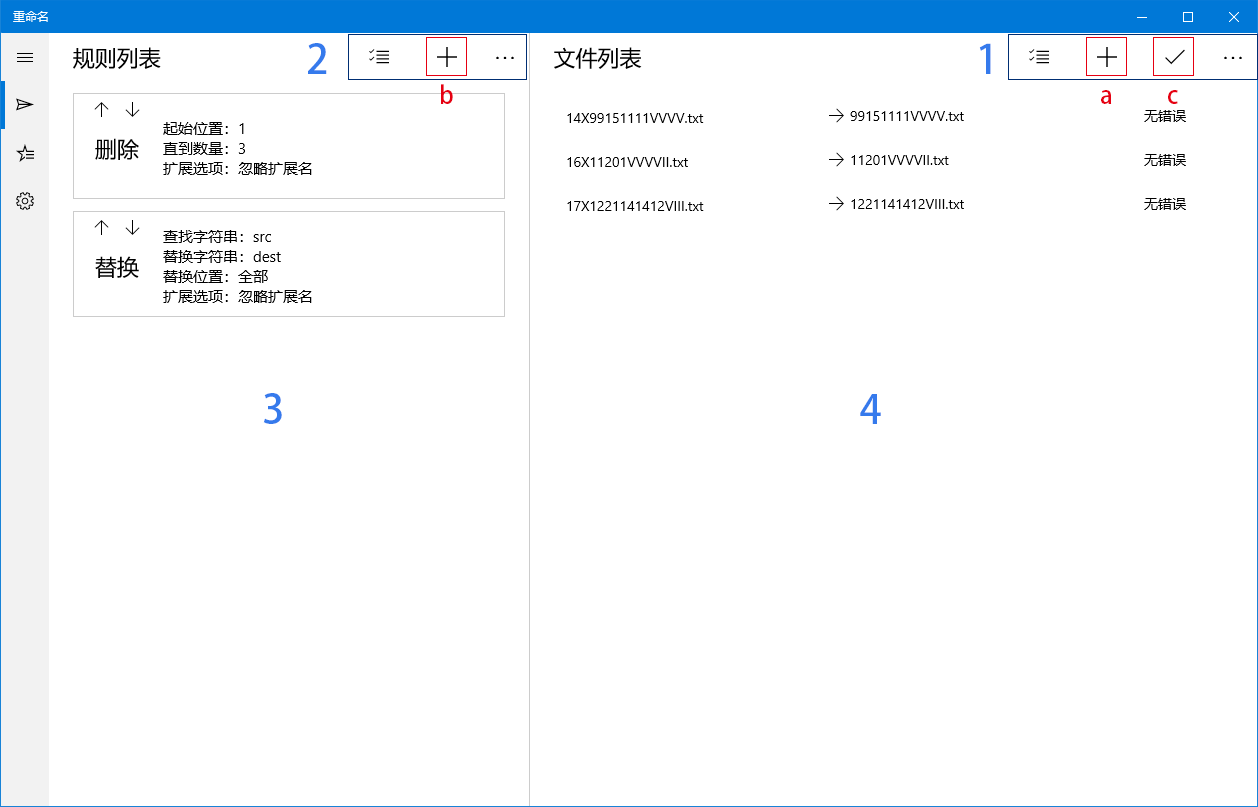 重命名
规则列表
2
b
删除
起始位置：1
直到数量：3
扩展选项：忽略扩展名
替换
查找字符串：src
替换字符串：dest
替换位置：全部
扩展选项：忽略扩展名
3
文件列表
1
a
c
14X99151111VVVV.txt 99151111VVVV.txt 无错误
16X11201VVVVII.txt 11201VVVVII.txt 无错误
17X1221141412VIII.txt 1221141412VIII.txt 无错误
4